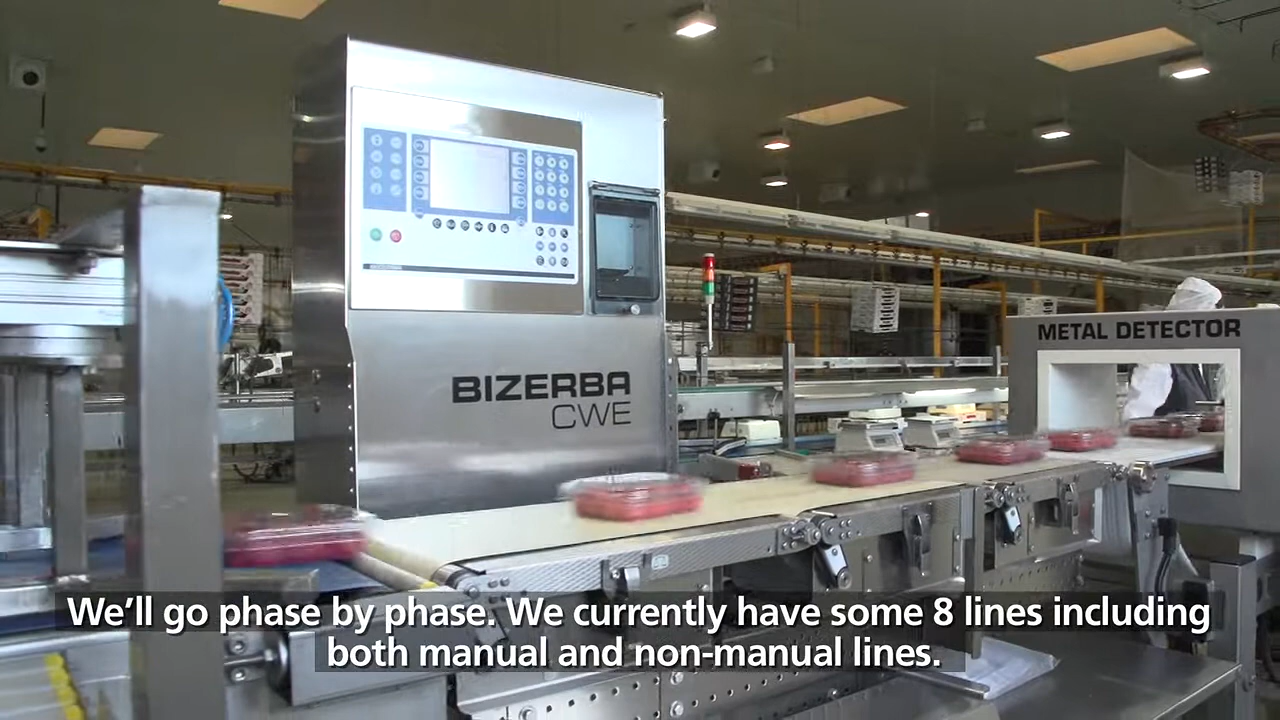 BIZERBA
CWE
METAL DETECTOR
We'll go phase by phase. We currently have some 8 lines including
both manual and non-manual lines.